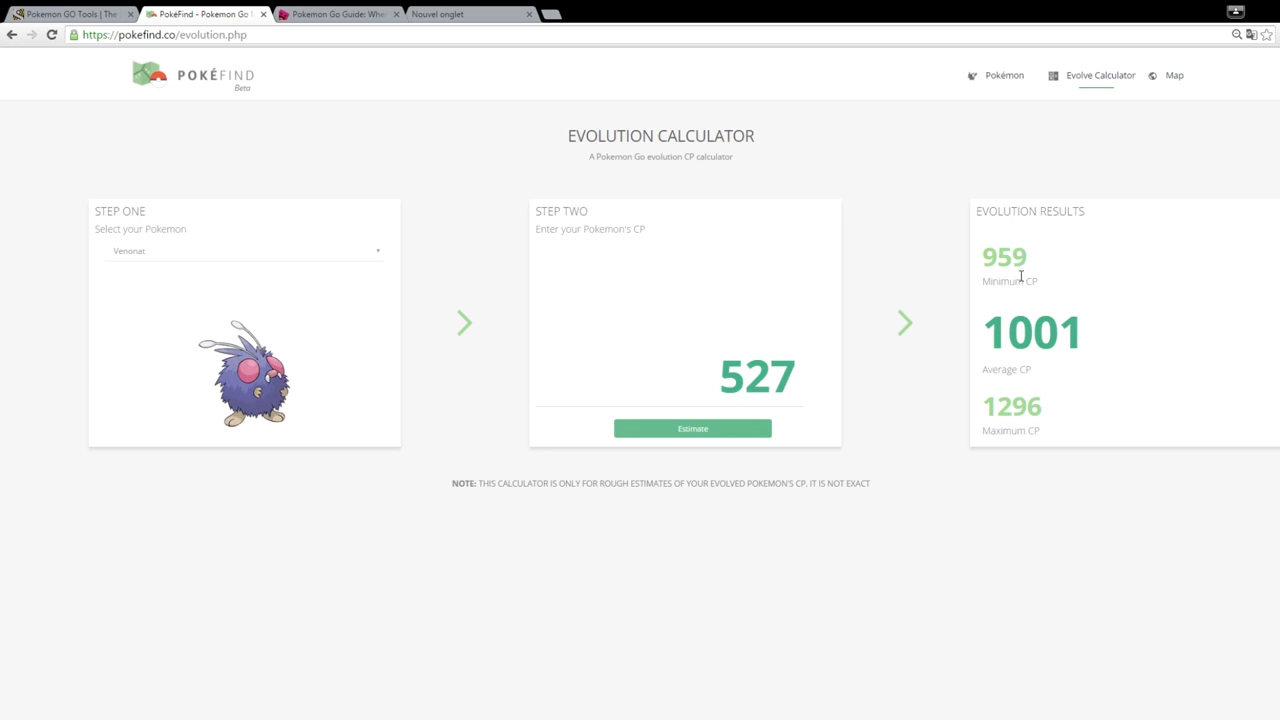 Pokemon GO Tools | The
PokéFind - Pokemon Go
Pokemon Go Guide: Whe
Nouvel onglet
https://pokefind.co/evolution.php
POKÉFIND
Beta
Pokémon
Evolve Calculator
Map
EVOLUTION CALCULATOR
A Pokemon Go evolution CP calculator
STEP ONE
Select your Pokemon
Venonat
STEP TWO
Enter your Pokemon's CP
527
Estimate
EVOLUTION RESULTS
959
Minimum CP
1001
Average CP
1296
Maximum CP
NOTE: THIS CALCULATOR IS ONLY FOR ROUGH ESTIMATES OF YOUR EVOLVED POKEMON'S CP. IT IS NOT EXACT